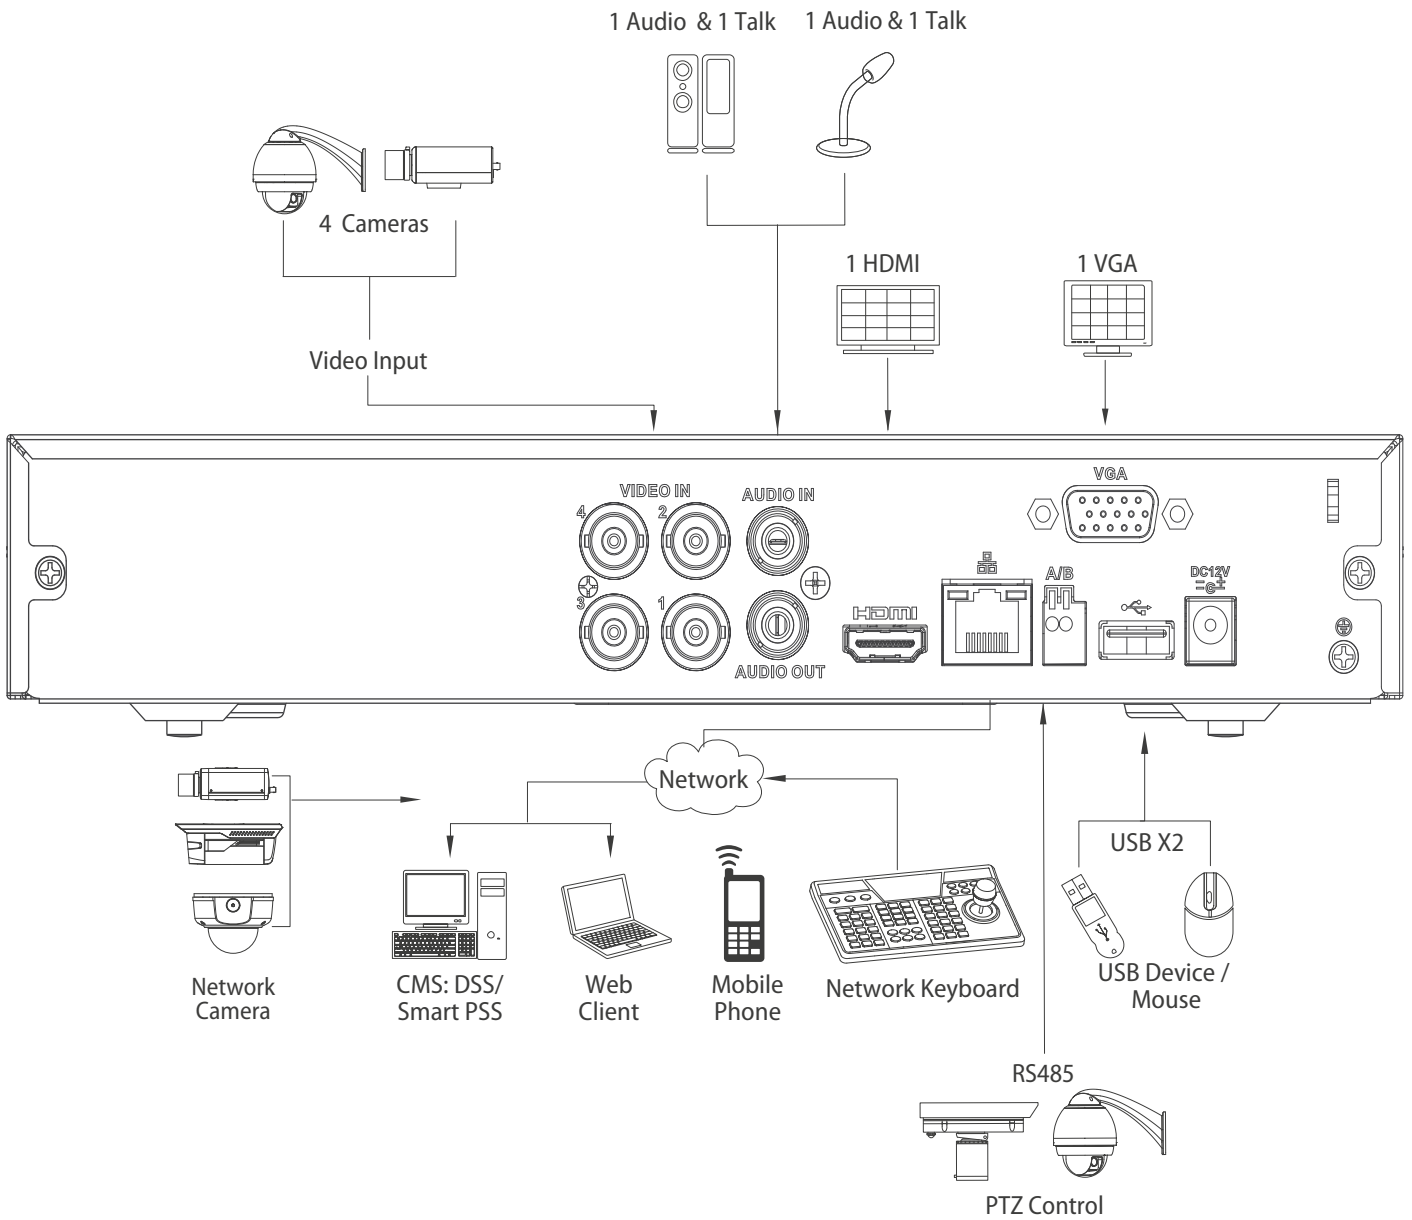 1 Audio & 1 Talk
1 Audio & 1 Talk
4 Cameras
1 HDMI
1 VGA
Video Input
VGA
VIDEO IN
AUDIO IN
4
2
A/B
DC12V
3
1
HDMI
AUDIO OUT
Network
USB X2
Network
Camera
CMS: DSS/
Smart PSS
Web
Client
Mobile
Phone
Network Keyboard
USB Device /
Mouse
RS485
PTZ Control